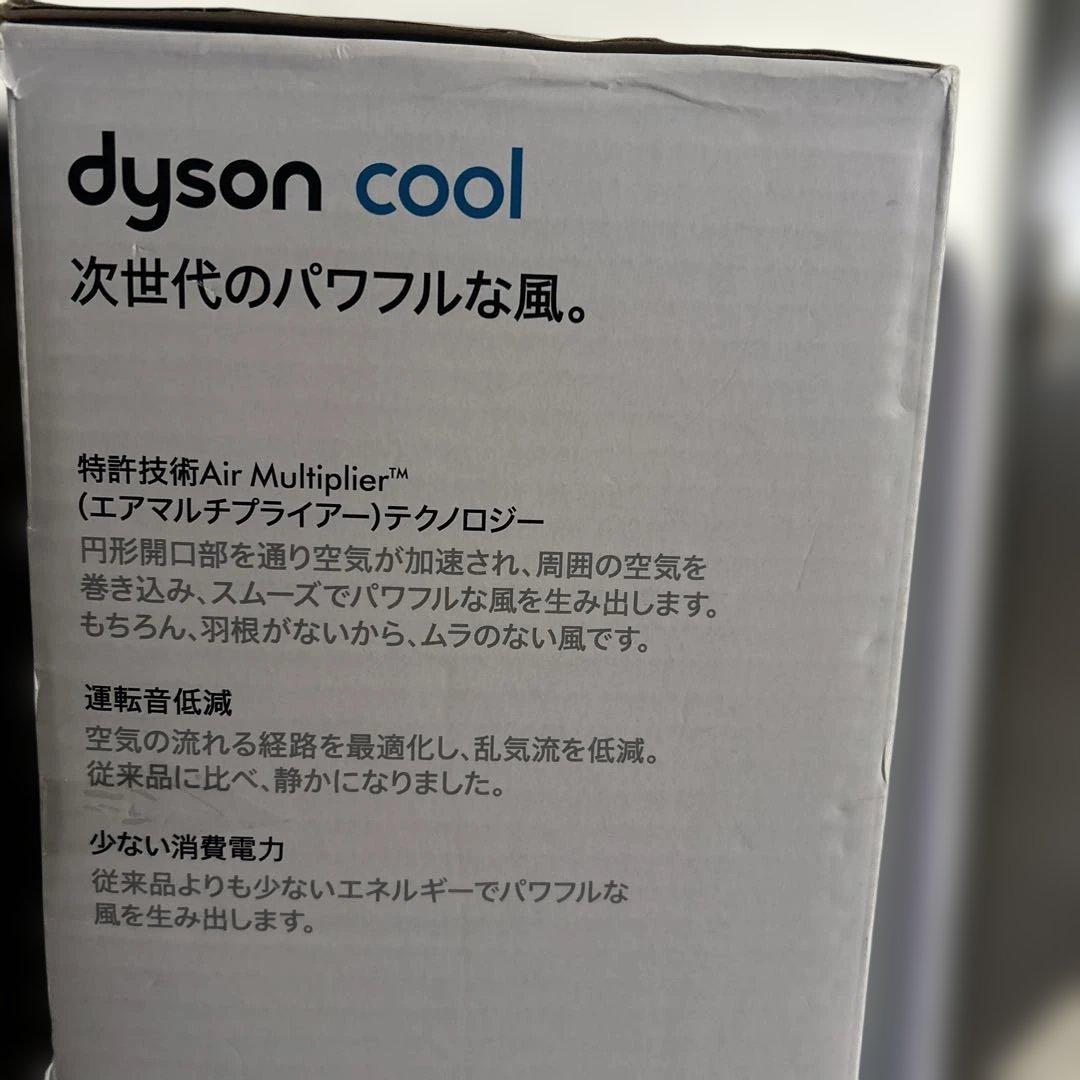 dyson cool
次世代のパワフルな風。
特許技術Air Multiplier™
(エアマルチプライアー)テクノロジー
円形開口部を通り空気が加速され、周囲の空気を
巻き込み、スムーズでパワフルな風を生み出します。
もちろん、羽根がないから、ムラのない風です。
運転音低減
空気の流れる経路を最適化し、乱気流を低減。
従来品に比べ、静かになりました。
少ない消費電力
従来品よりも少ないエネルギーでパワフルな
風を生み出します。